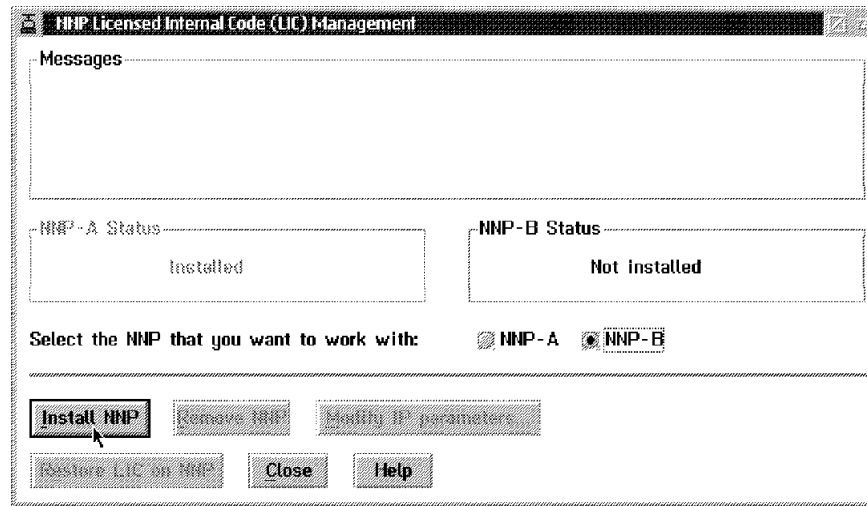 NNP Licensed Internal Code (LIC) Management
Messages
NNP-A Status
NNP-B Status
Installed
Not installed
Select the NNP that you want to work with:
NNP-A
NNP-B
Install NNP
Remove NNP
Modify IP parameters...
Restore LIC on NNP
Close
Help